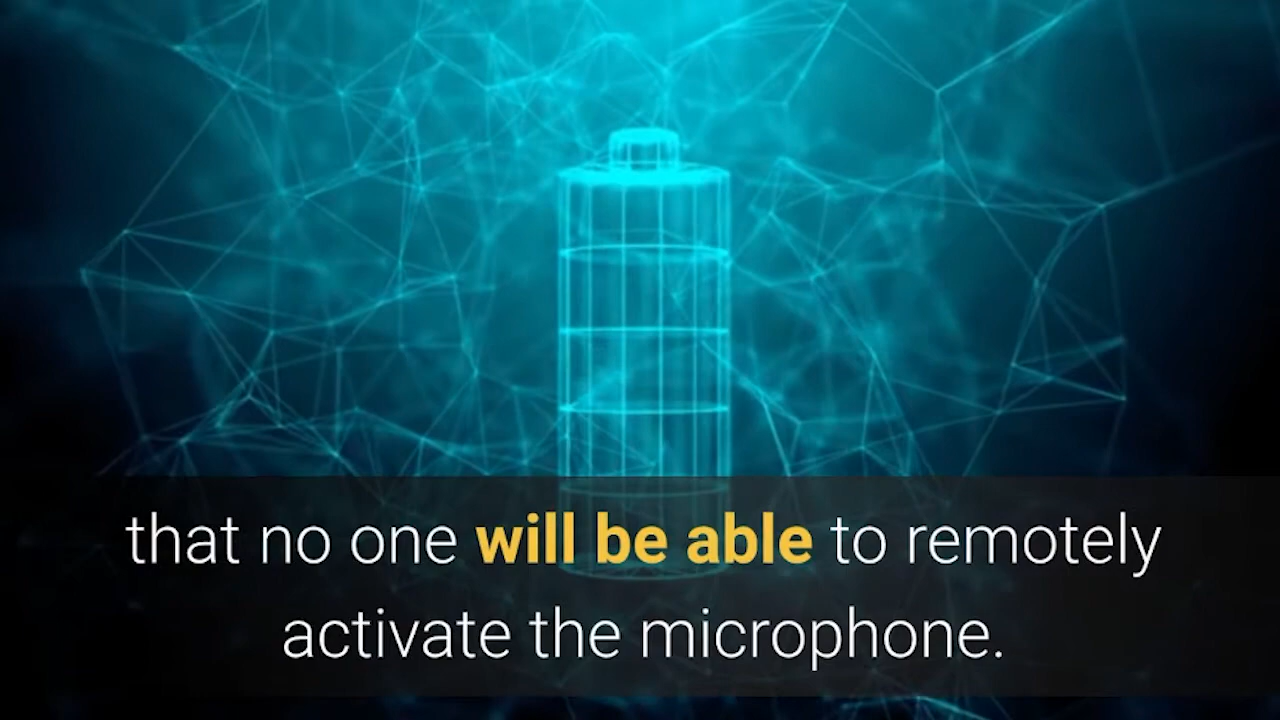 that no one will be able to remotely
activate the microphone.